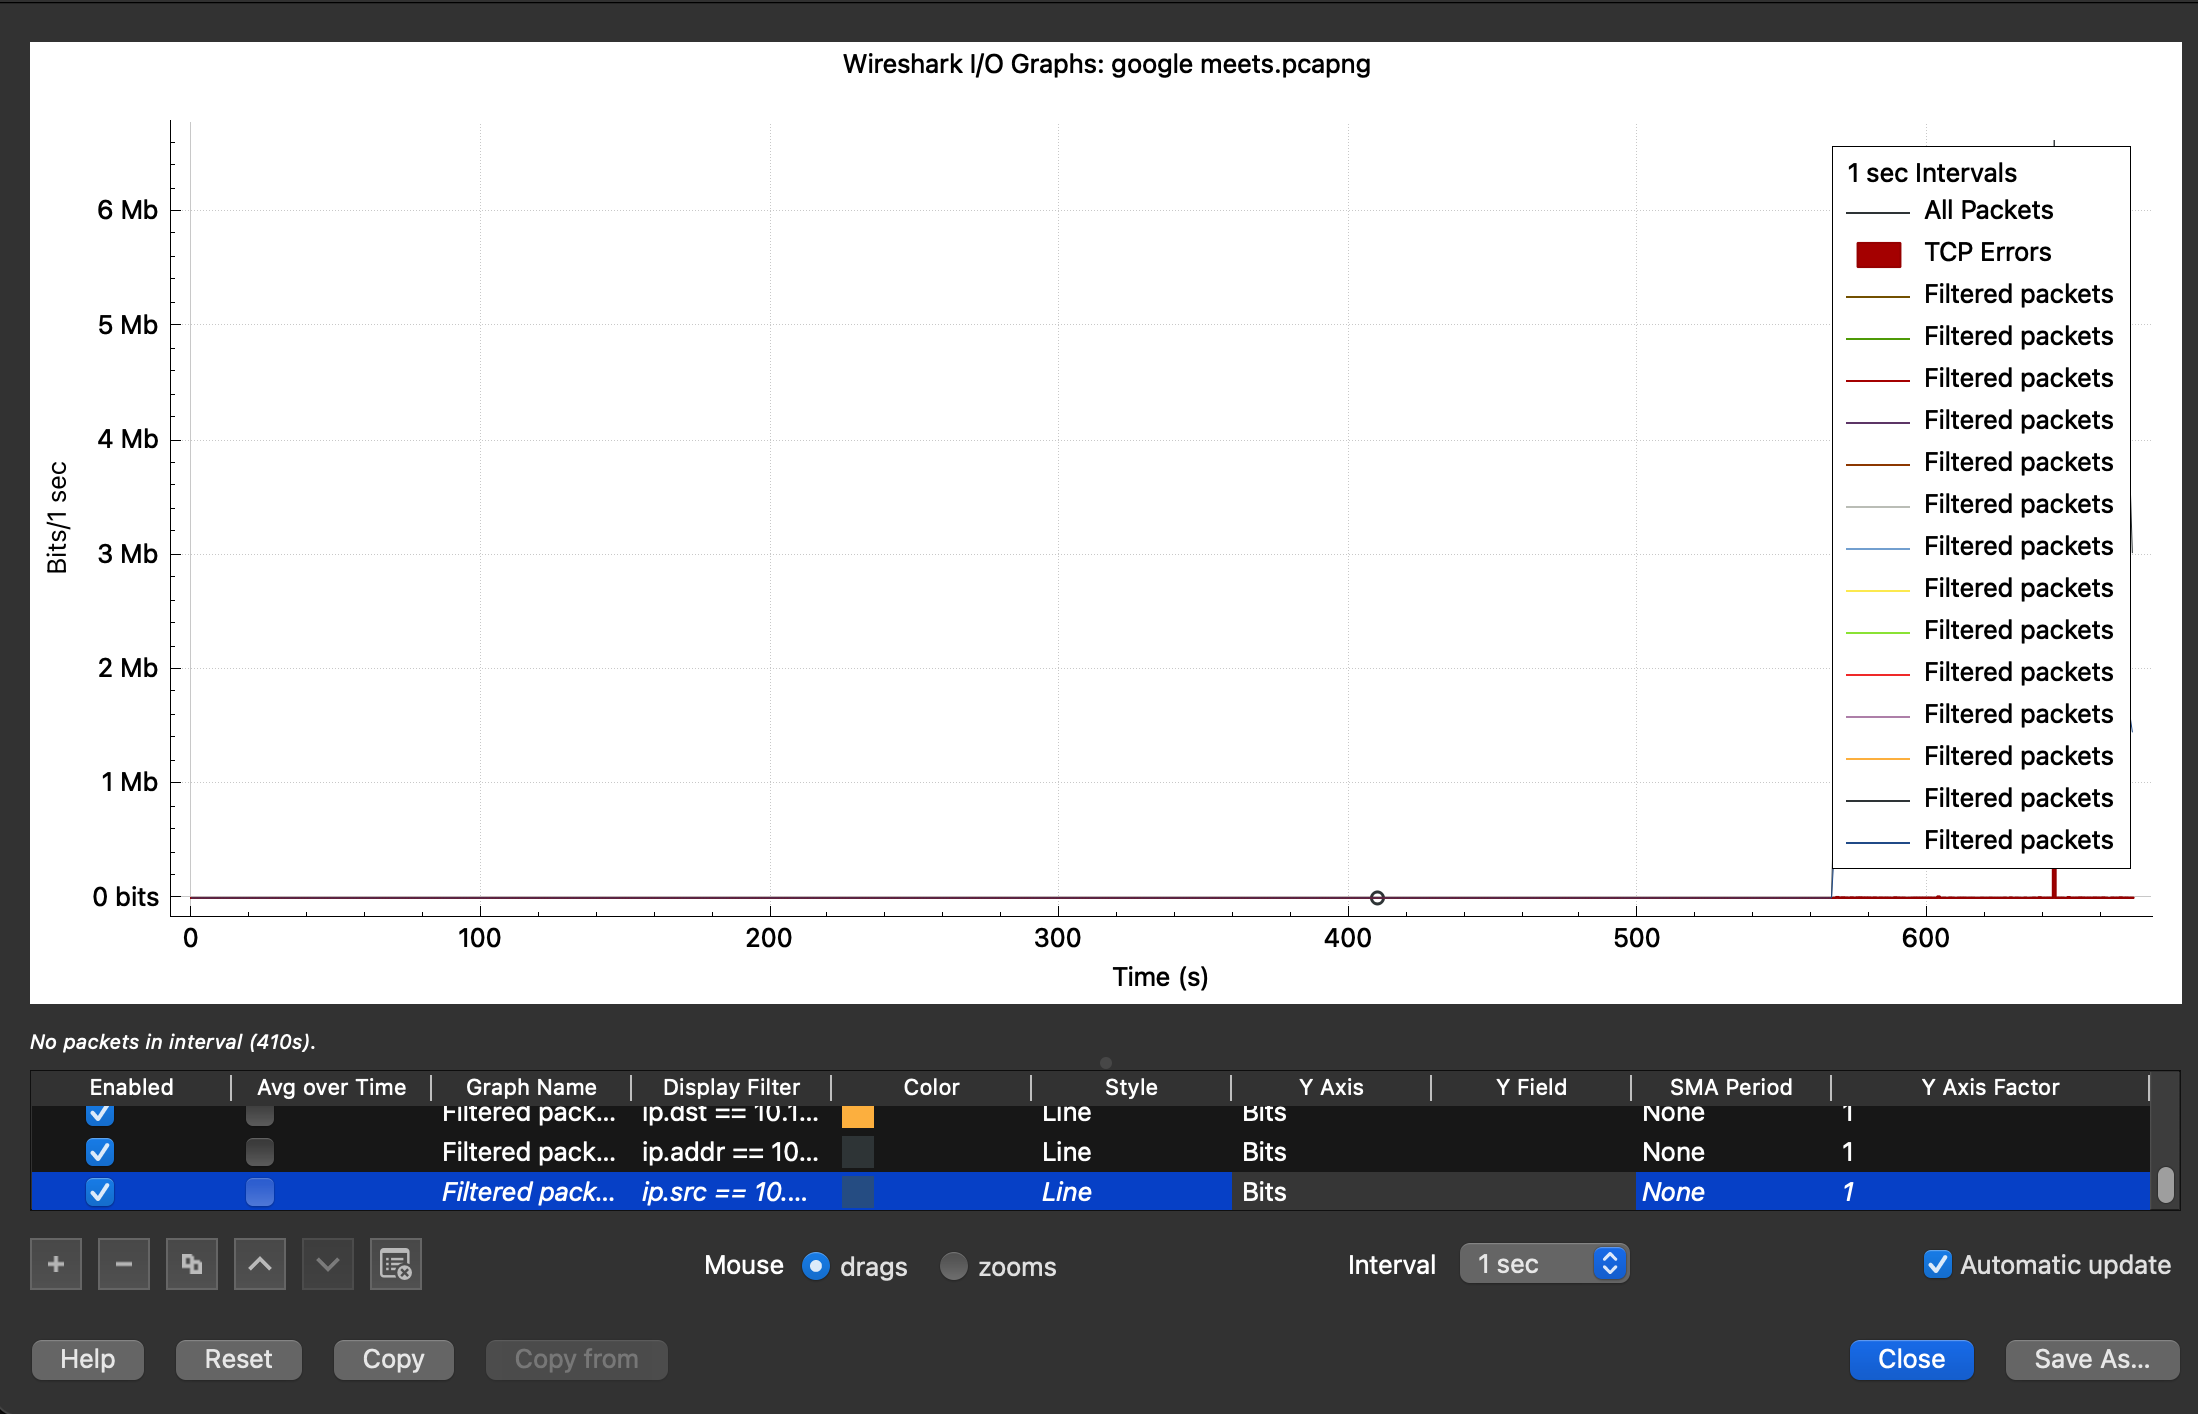 Wireshark I/O Graphs: google meets.pcapng
1 sec Intervals
All Packets
TCP Errors
Filtered packets
Filtered packets
Filtered packets
Filtered packets
Filtered packets
Filtered packets
Filtered packets
Filtered packets
Filtered packets
Filtered packets
Filtered packets
Filtered packets
Filtered packets
Filtered packets
6 Mb
5 Mb
4 Mb
3 Mb
2 Mb
1 Mb
0 bits
Bits/1 sec
0 100 200 300 400 500 600
Time (s)
No packets in interval (410s).
Enabled Avg over Time Graph Name Display Filter Color Style Y Axis Y Field SMA Period Y Axis Factor
Filtered pack... ip.dst == 10.1... Line Bits None 1
Filtered pack... ip.addr == 10... Line Bits None 1
Filtered pack... ip.src == 10.... Line Bits None 1
Mouse drags zooms Interval 1 sec Automatic update
Help Reset Copy Copy from Close Save As...